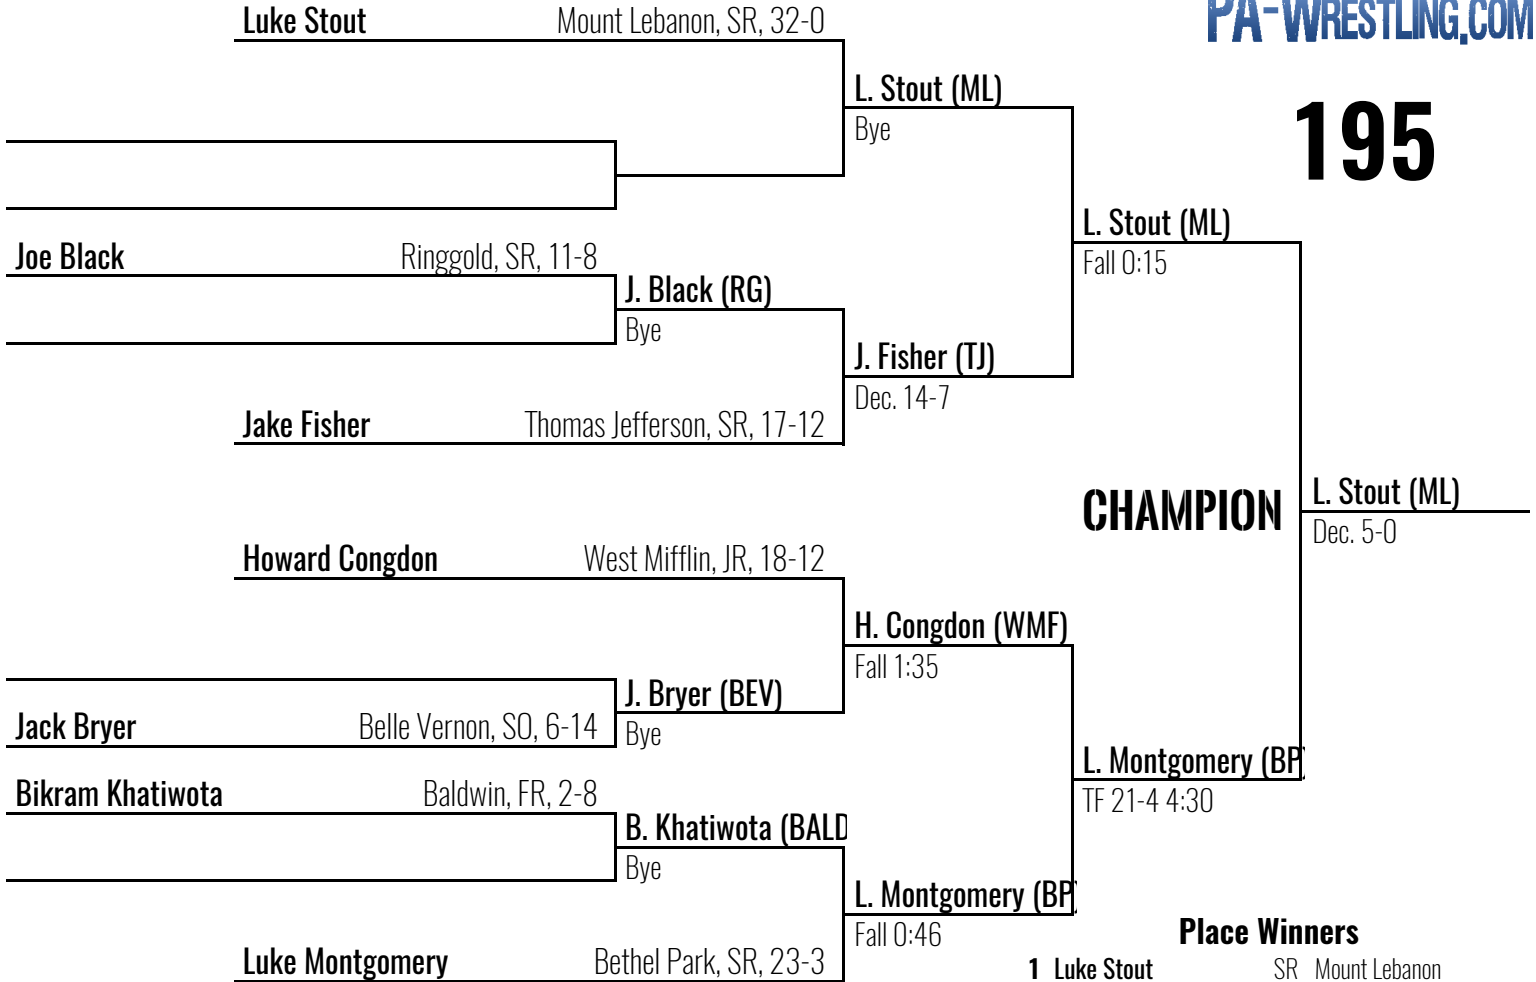 PA-WRESTLING.COM
195
Luke Stout Mount Lebanon, SR, 32-0
L. Stout (ML)
Bye
L. Stout (ML)
Fall 0:15
Joe Black Ringgold, SR, 11-8
J. Black (RG)
Bye
J. Fisher (TJ)
Dec. 14-7
Jake Fisher Thomas Jefferson, SR, 17-12
CHAMPION
L. Stout (ML)
Dec. 5-0
Howard Congdon West Mifflin, JR, 18-12
H. Congdon (WMF)
Fall 1:35
J. Bryer (BEV)
Bye
Jack Bryer Belle Vernon, SO, 6-14
L. Montgomery (BP)
TF 21-4 4:30
Bikram Khatiwota Baldwin, FR, 2-8
B. Khatiwota (BALD
Bye
L. Montgomery (BP)
Fall 0:46
Luke Montgomery Bethel Park, SR, 23-3
Place Winners
1 Luke Stout SR Mount Lebanon